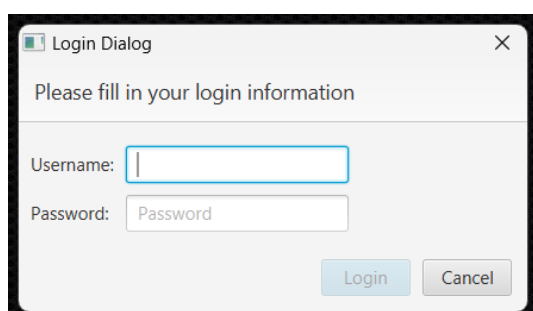 Login Dialog
Please fill in your login information
Username:
Password: Password
Login Cancel